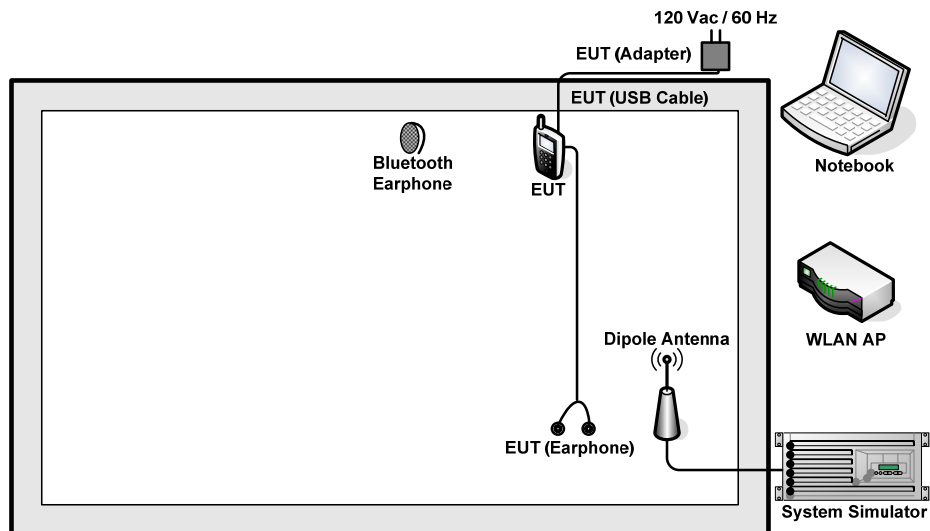 120 Vac / 60 Hz
EUT (Adapter)
EUT (USB Cable)
Bluetooth
Earphone
EUT
Notebook
WLAN AP
Dipole Antenna
EUT (Earphone)
System Simulator